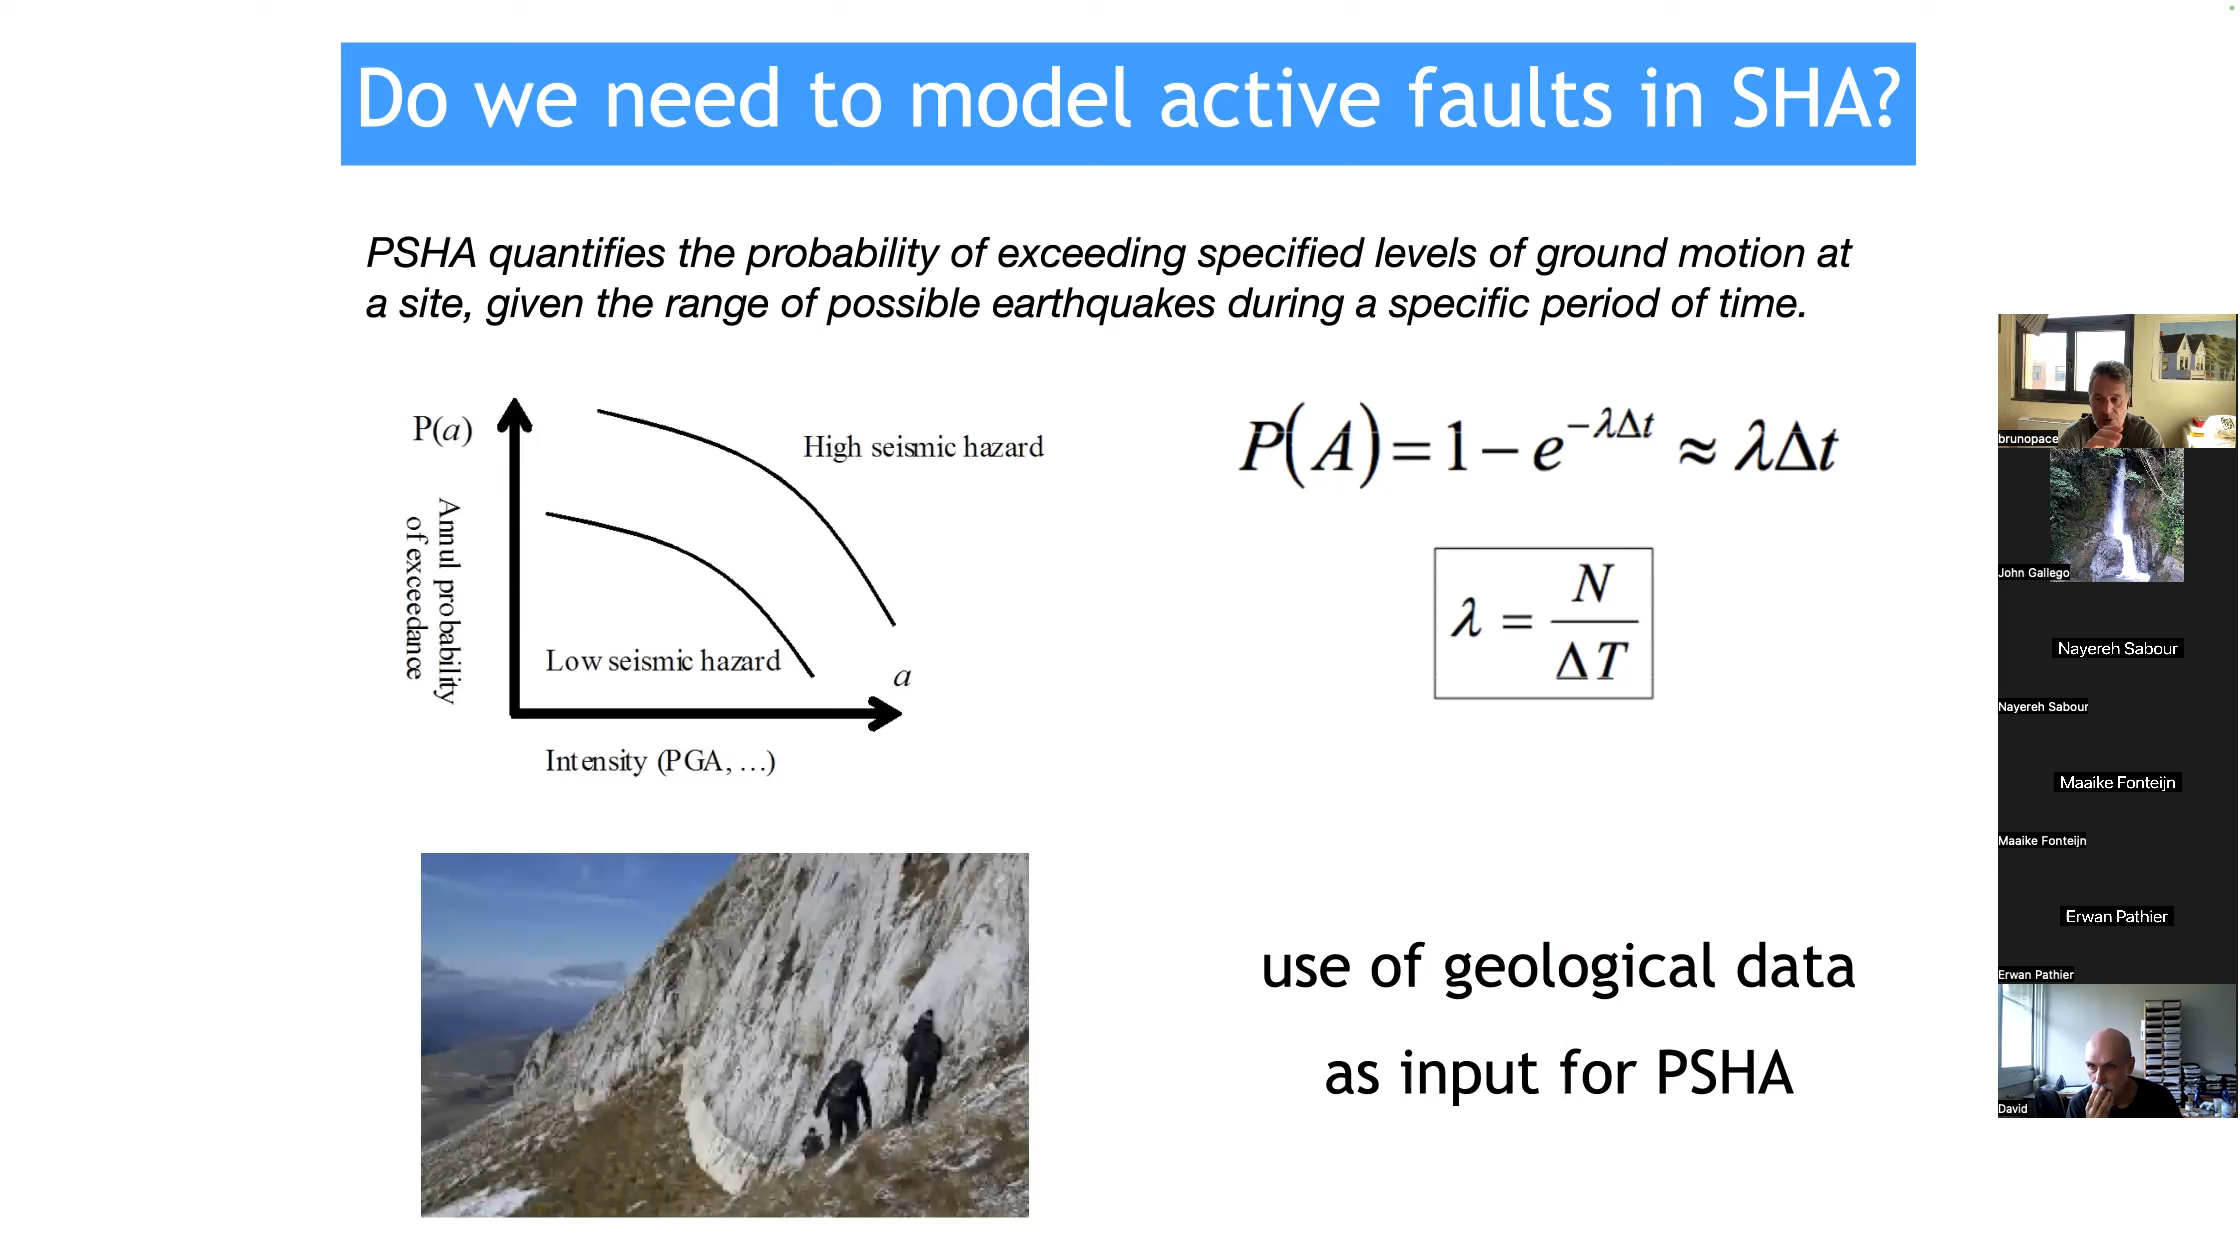 Do we need to model active faults in SHA?
PSHA quantifies the probability of exceeding specified levels of ground motion at
a site, given the range of possible earthquakes during a specific period of time.
P(a)
Annul probability
of exceedance
High seismic hazard
Low seismic hazard
a
Intensity (PGA, ...)
P(A) = 1 − e^{−λΔt} ≈ λΔt
λ = N / ΔT
use of geological data
as input for PSHA
brunopace
John Gallego
Nayereh Sabour
Nayereh Sabour
Maaike Fonteijn
Maaike Fonteijn
Erwan Pathier
Erwan Pathier
David